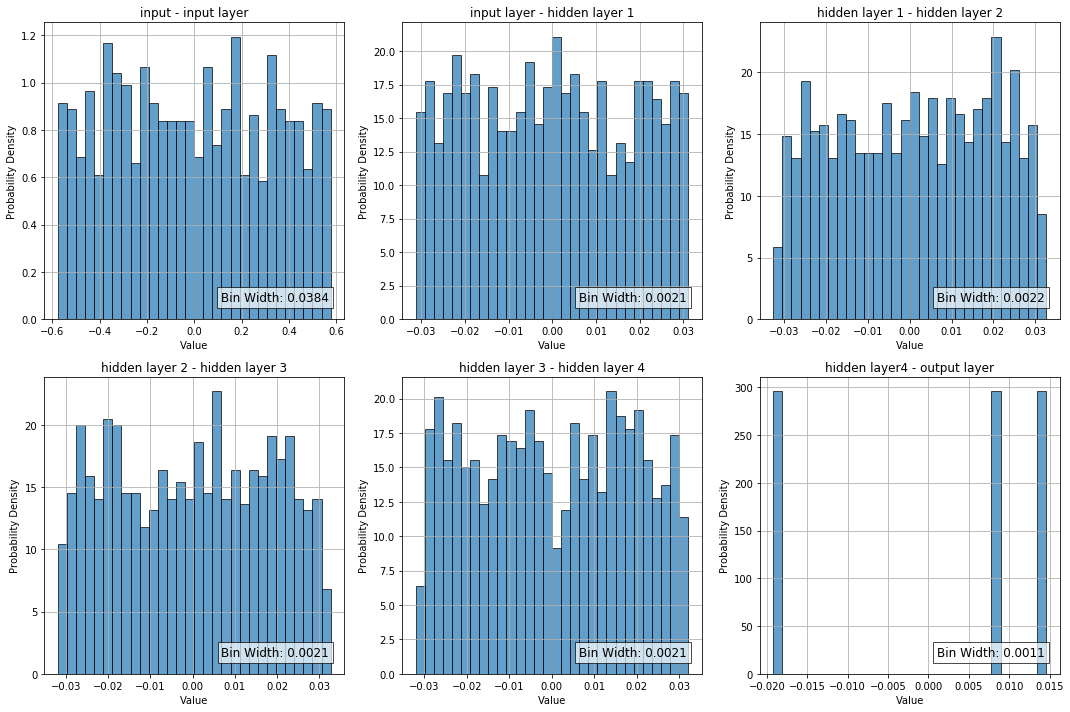 input - input layer
Probability Density
1.2
1.0
0.8
0.6
0.4
0.2
0.0
−0.6 −0.4 −0.2 0.0 0.2 0.4 0.6
Value
Bin Width: 0.0384
input layer - hidden layer 1
Probability Density
20.0
17.5
15.0
12.5
10.0
7.5
5.0
2.5
0.0
−0.03 −0.02 −0.01 0.00 0.01 0.02 0.03
Value
Bin Width: 0.0021
hidden layer 1 - hidden layer 2
Probability Density
20
15
10
5
0
−0.03 −0.02 −0.01 0.00 0.01 0.02 0.03
Value
Bin Width: 0.0022
hidden layer 2 - hidden layer 3
Probability Density
20
15
10
5
0
−0.03 −0.02 −0.01 0.00 0.01 0.02 0.03
Value
Bin Width: 0.0021
hidden layer 3 - hidden layer 4
Probability Density
20.0
17.5
15.0
12.5
10.0
7.5
5.0
2.5
0.0
−0.03 −0.02 −0.01 0.00 0.01 0.02 0.03
Value
Bin Width: 0.0021
hidden layer4 - output layer
Probability Density
300
250
200
150
100
50
0
−0.020 −0.015 −0.010 −0.005 0.000 0.005 0.010 0.015
Value
Bin Width: 0.0011